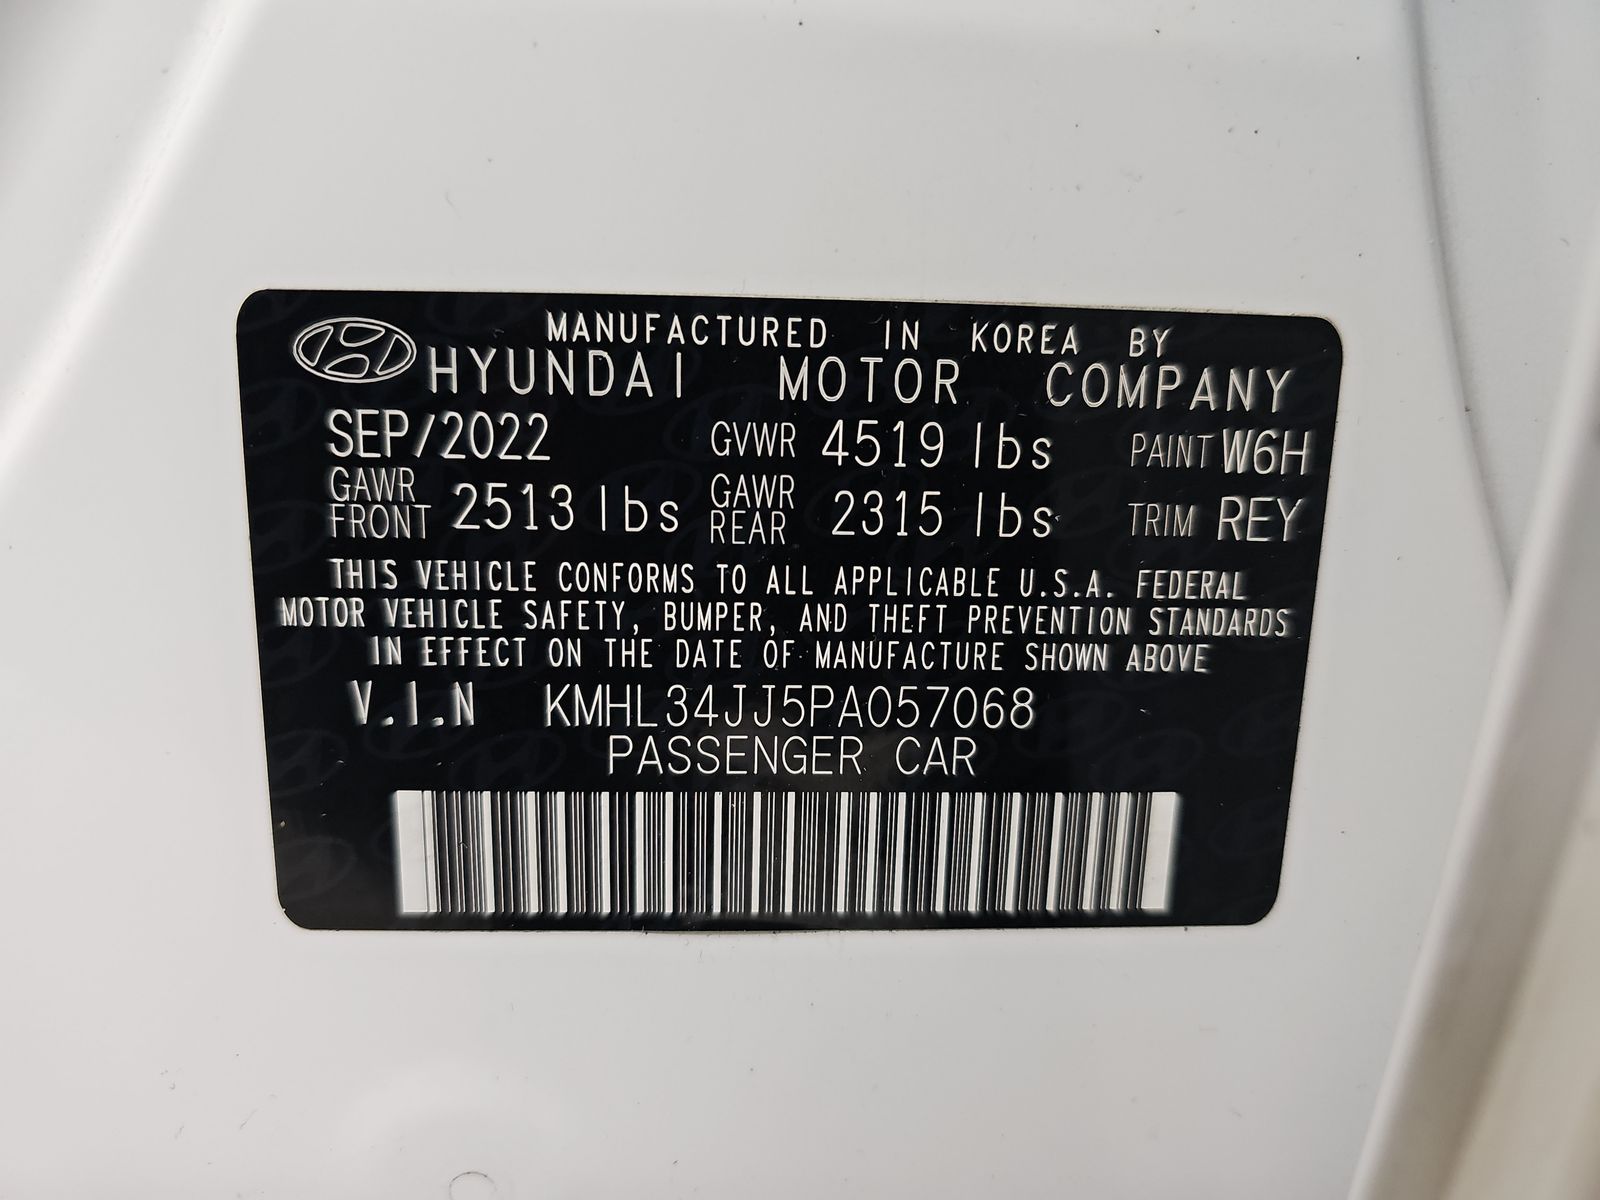 MANUFACTURED IN KOREA BY
HYUNDAI MOTOR COMPANY
SEP/2022 GVWR 4519 lbs PAINT W6H
GAWR FRONT 2513 lbs GAWR REAR 2315 lbs TRIM REY
THIS VEHICLE CONFORMS TO ALL APPLICABLE U.S.A. FEDERAL
MOTOR VEHICLE SAFETY, BUMPER, AND THEFT PREVENTION STANDARDS
IN EFFECT ON THE DATE OF MANUFACTURE SHOWN ABOVE
V.I.N KMHL34JJ5PA057068
PASSENGER CAR